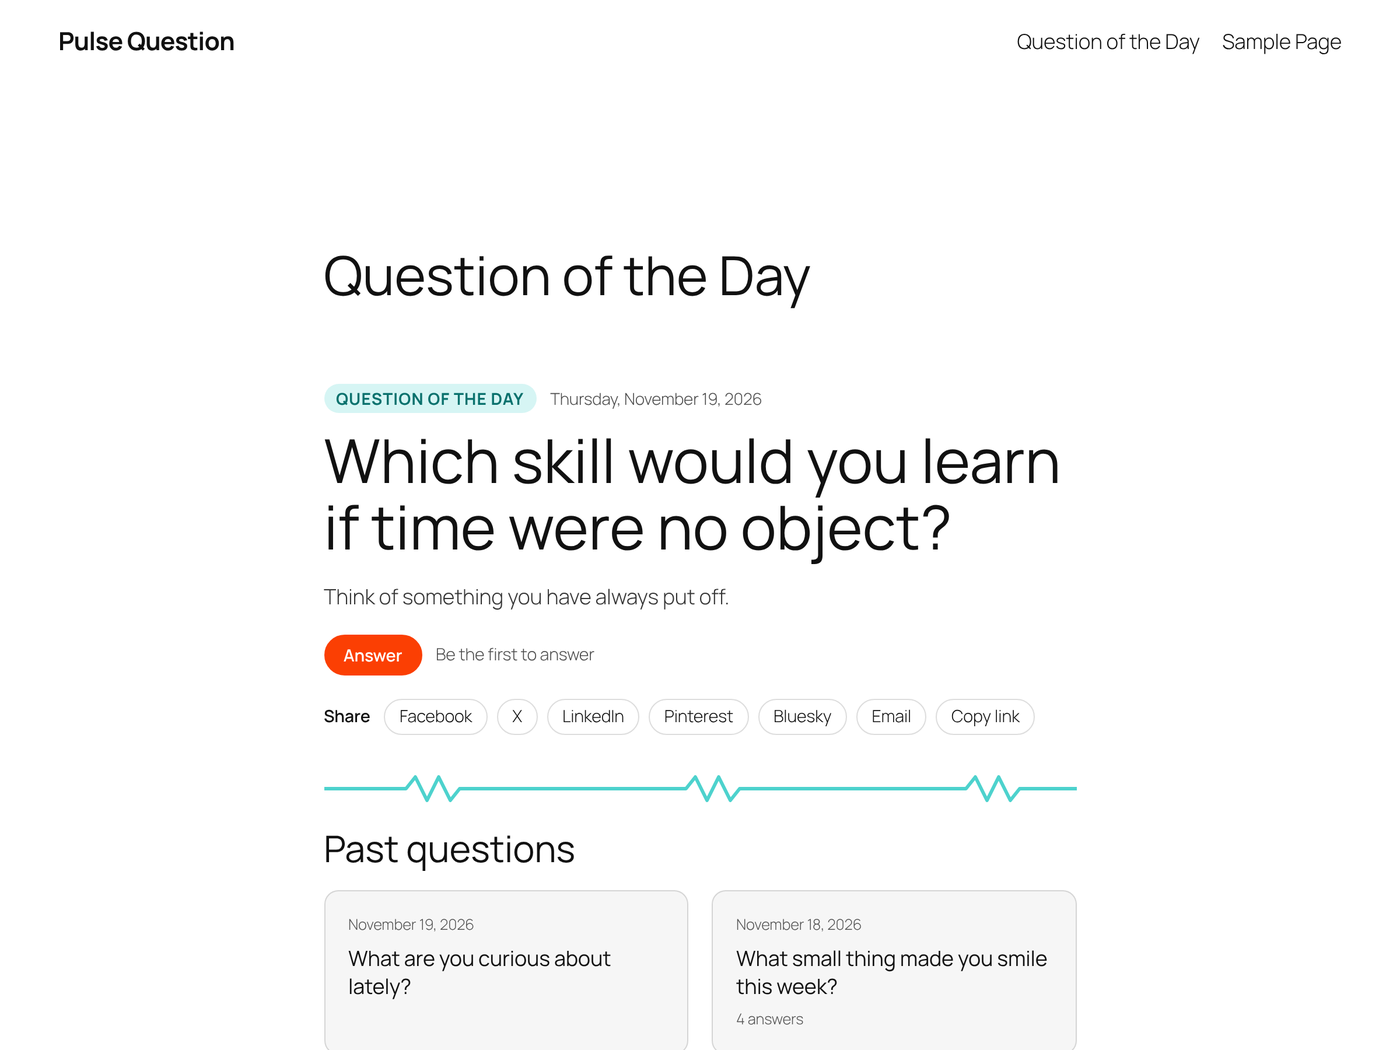 Pulse Question
Question of the Day
Sample Page
Question of the Day
QUESTION OF THE DAY
Thursday, November 19, 2026
Which skill would you learn
if time were no object?
Think of something you have always put off.
Answer
Be the first to answer
Share
Facebook
X
LinkedIn
Pinterest
Bluesky
Email
Copy link
Past questions
November 19, 2026
What are you curious about
lately?
November 18, 2026
What small thing made you smile
this week?
4 answers